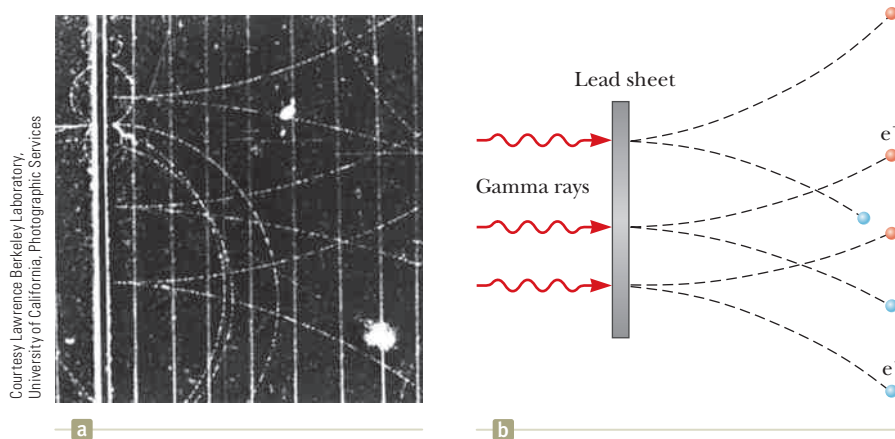 Courtesy Lawrence Berkeley Laboratory,
University of California, Photographic Services
Lead sheet
e
Gamma rays
e
a
b